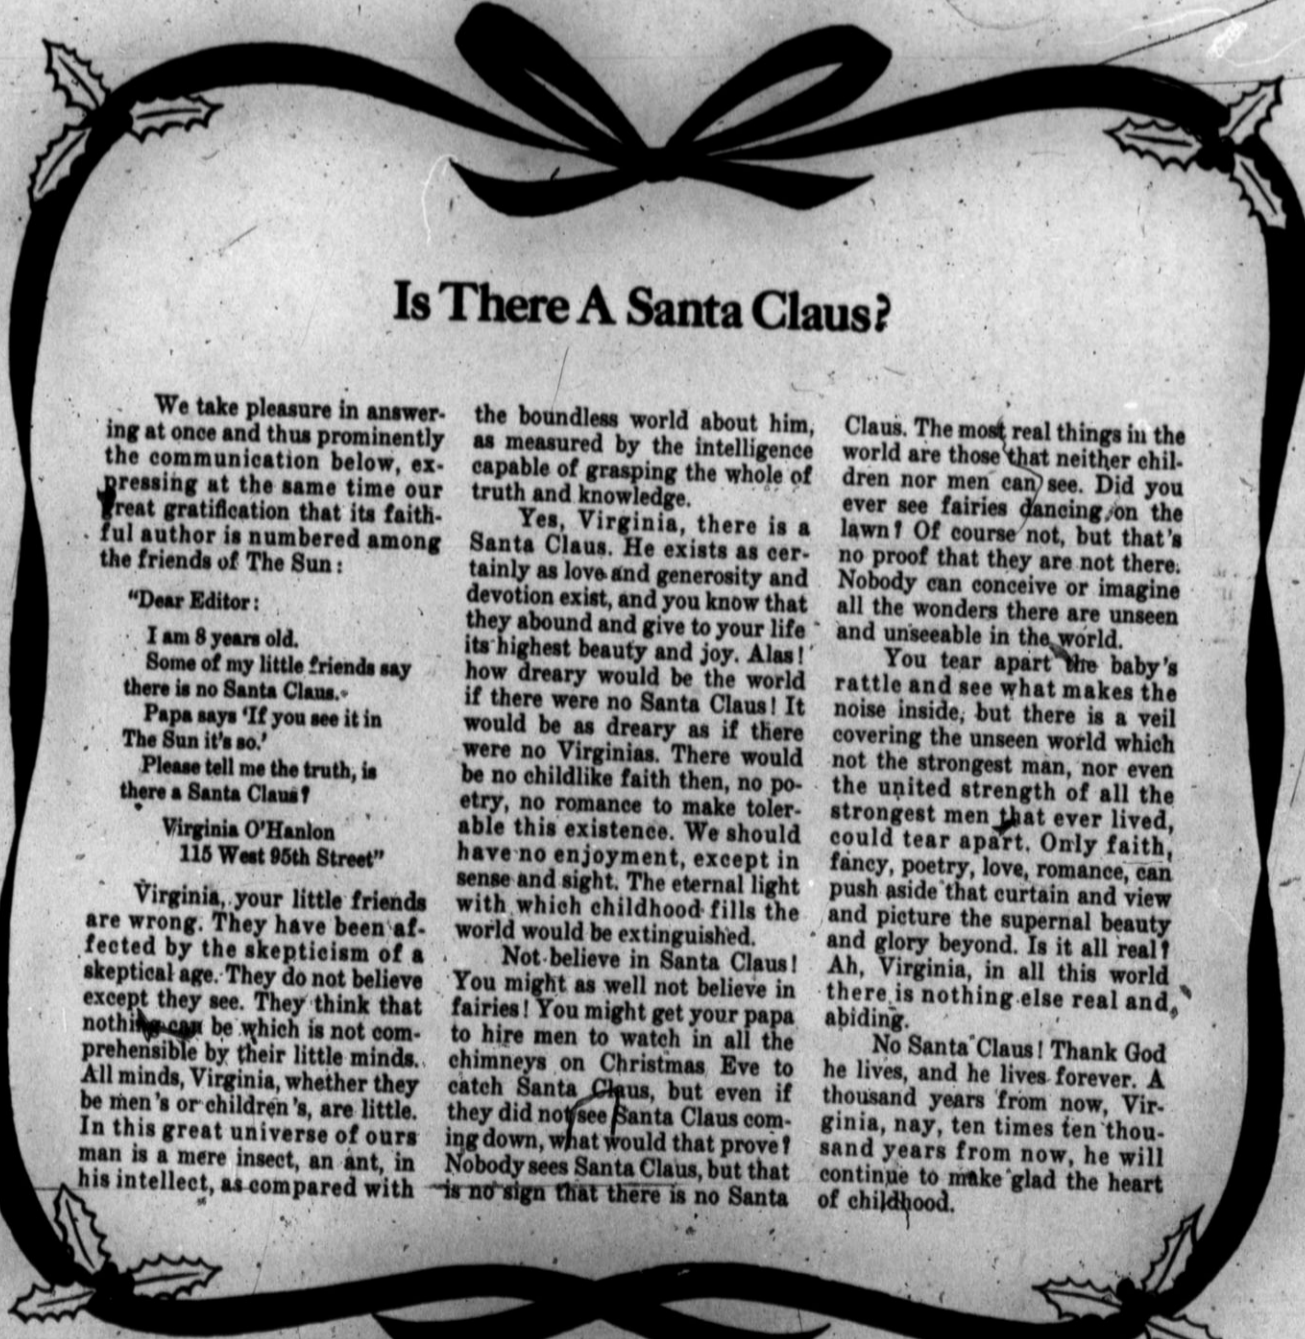 Is There A Santa Claus?
We take pleasure in answer-
ing at once and thus prominently
the communication below, ex-
pressing at the same time our
great gratification that its faith-
ful author is numbered among
the friends of The Sun:
"Dear Editor:
I am 8 years old.
Some of my little friends say
there is no Santa Claus.
Papa says 'If you see it in
The Sun it's so.'
Please tell me the truth, is
there a Santa Claus?
Virginia O'Hanlon
115 West 95th Street"
Virginia, your little friends
are wrong. They have been af-
fected by the skepticism of a
skeptical age. They do not believe
except they see. They think that
nothing can be which is not com-
prehensible by their little minds.
All minds, Virginia, whether they
be men's or children's, are little.
In this great universe of ours
man is a mere insect, an ant, in
his intellect, as compared with
the boundless world about him,
as measured by the intelligence
capable of grasping the whole of
truth and knowledge.
Yes, Virginia, there is a
Santa Claus. He exists as cer-
tainly as love and generosity and
devotion exist, and you know that
they abound and give to your life
its highest beauty and joy. Alas!
how dreary would be the world
if there were no Santa Claus! It
would be as dreary as if there
were no Virginias. There would
be no childlike faith then, no po-
etry, no romance to make toler-
able this existence. We should
have no enjoyment, except in
sense and sight. The eternal light
with which childhood fills the
world would be extinguished.
Not believe in Santa Claus!
You might as well not believe in
fairies! You might get your papa
to hire men to watch in all the
chimneys on Christmas Eve to
catch Santa Claus, but even if
they did not see Santa Claus com-
ing down, what would that prove?
Nobody sees Santa Claus, but that
is no sign that there is no Santa
Claus. The most real things in the
world are those that neither chil-
dren nor men can see. Did you
ever see fairies dancing on the
lawn? Of course not, but that's
no proof that they are not there.
Nobody can conceive or imagine
all the wonders there are unseen
and unseeable in the world.
You tear apart the baby's
rattle and see what makes the
noise inside, but there is a veil
covering the unseen world which
not the strongest man, nor even
the united strength of all the
strongest men that ever lived,
could tear apart. Only faith,
fancy, poetry, love, romance, can
push aside that curtain and view
and picture the supernal beauty
and glory beyond. Is it all real?
Ah, Virginia, in all this world
there is nothing else real and
abiding.
No Santa Claus! Thank God
he lives, and he lives forever. A
thousand years from now, Vir-
ginia, nay, ten times ten thou-
sand years from now, he will
continue to make glad the heart
of childhood.